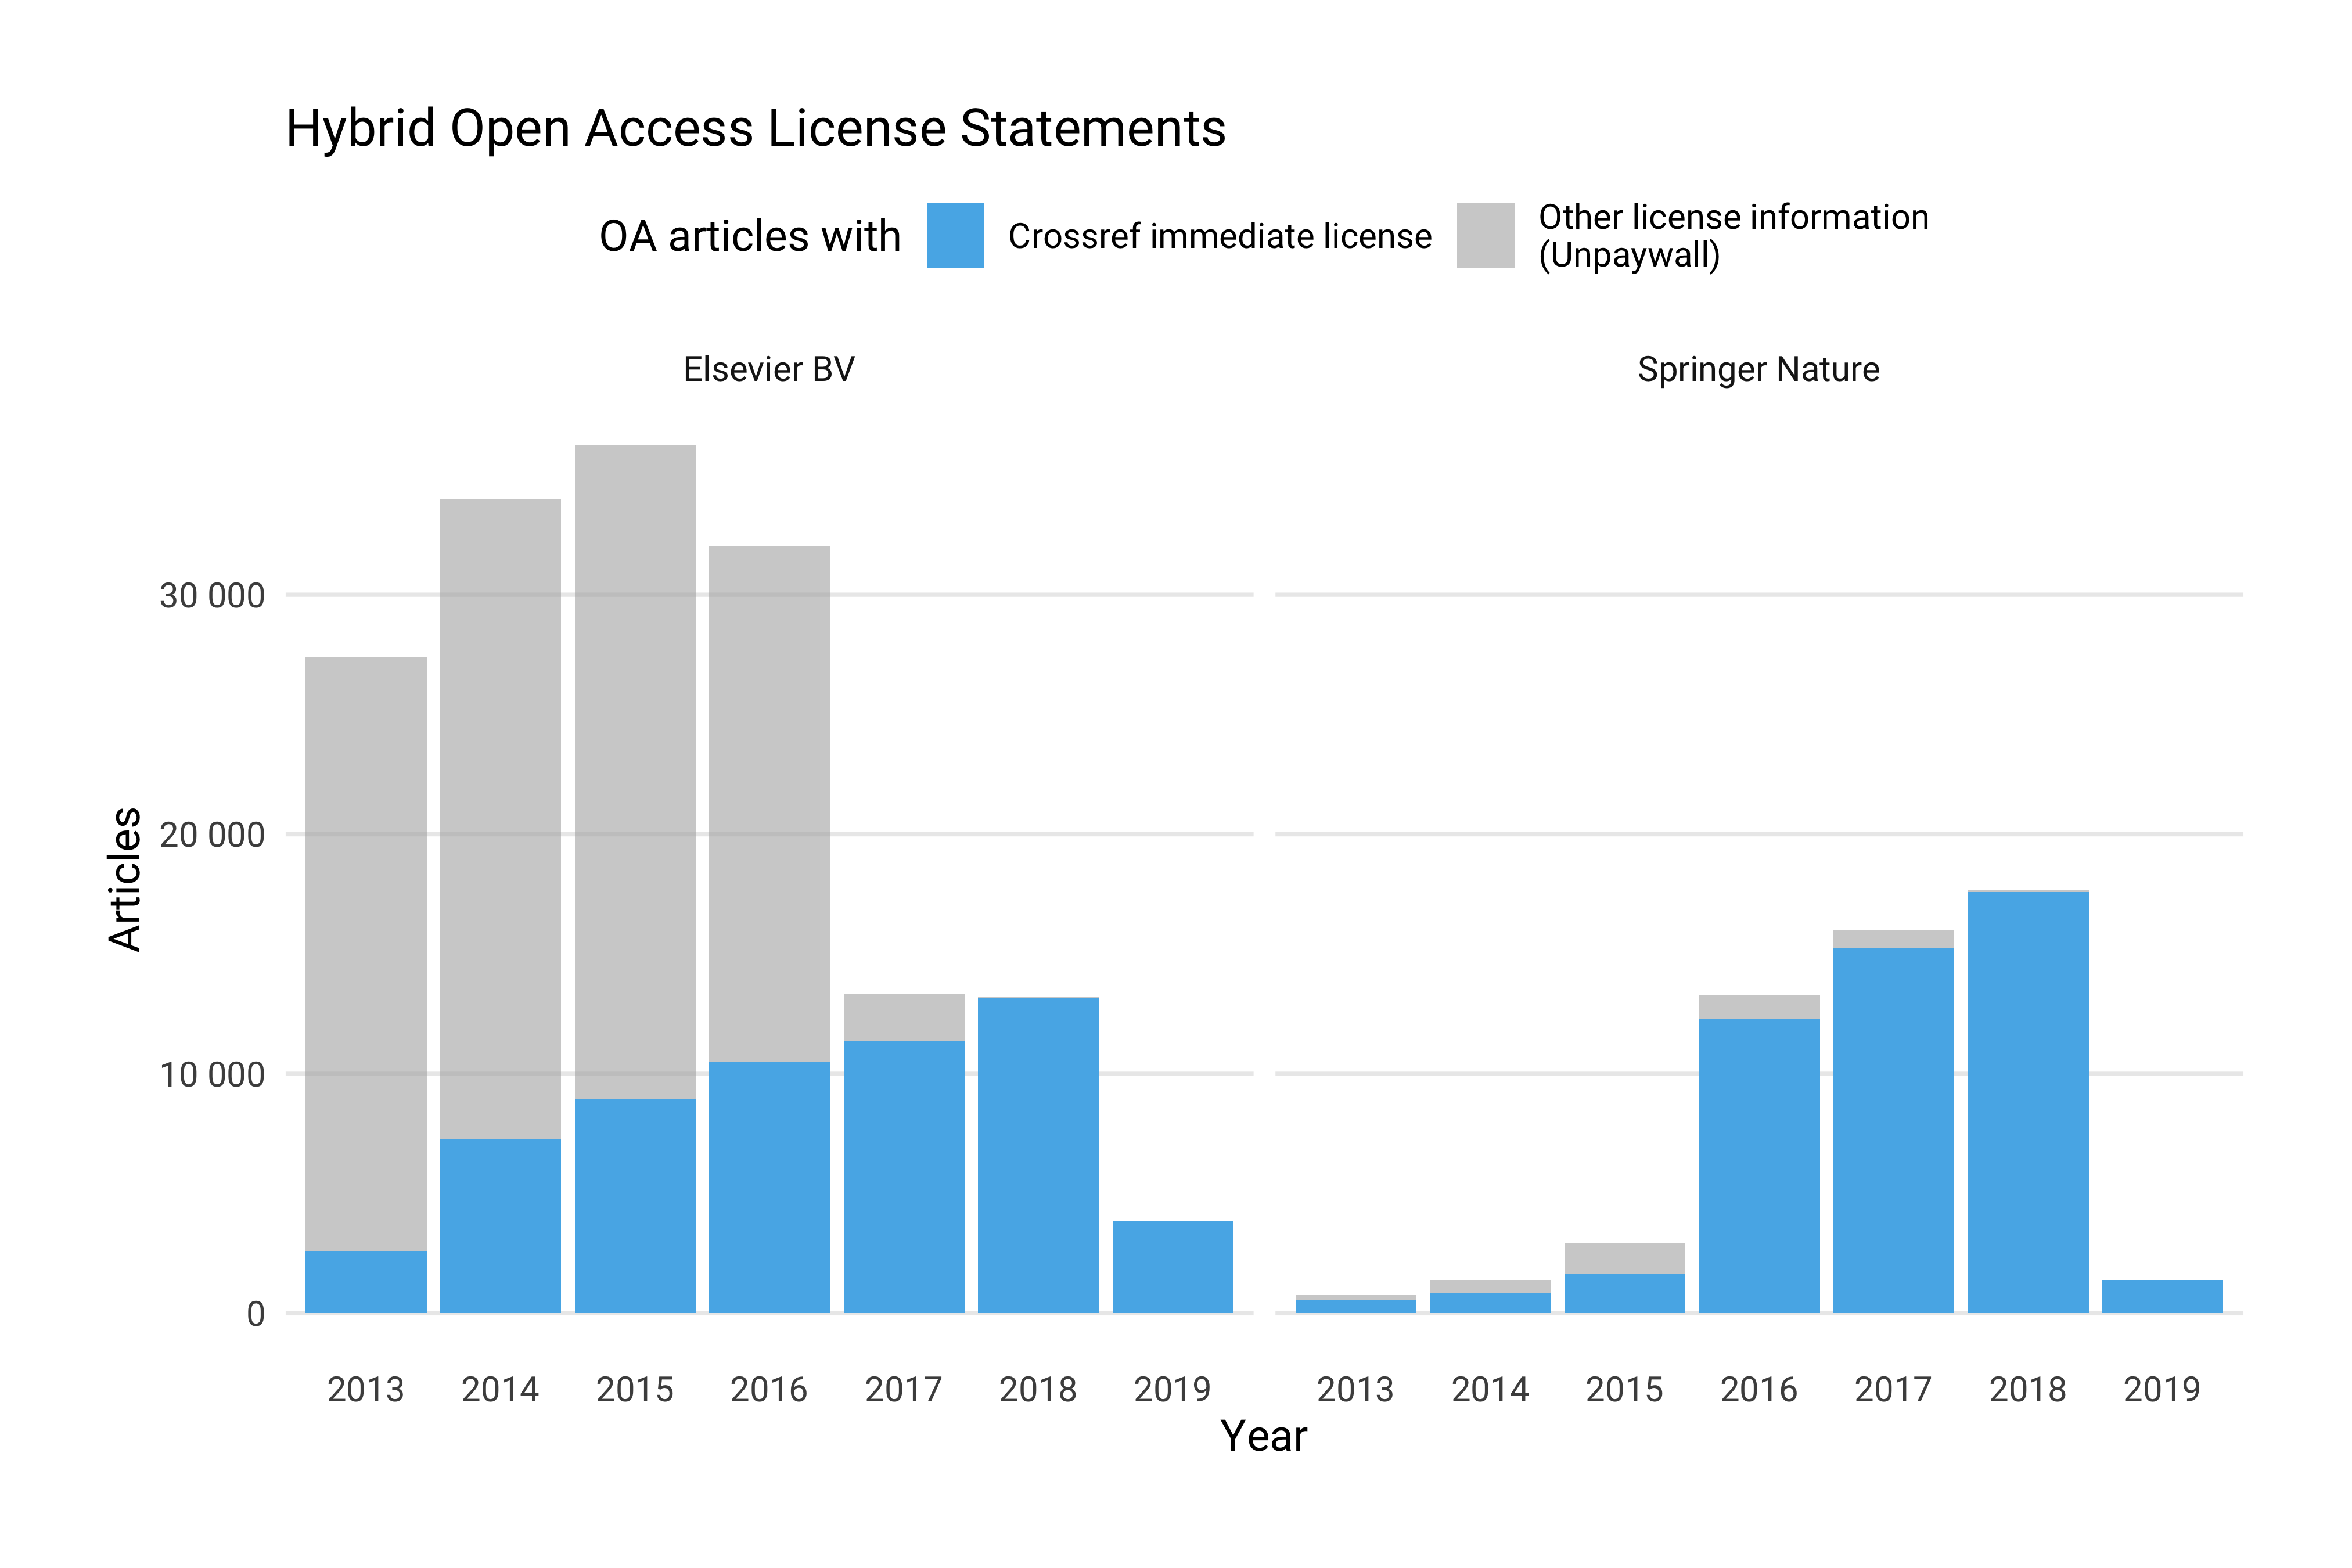 Hybrid Open Access License Statements
OA articles with
Crossref immediate license
Other license information
(Unpaywall)
Elsevier BV
Springer Nature
Articles
30 000
20 000
10 000
0
2013 2014 2015 2016 2017 2018 2019
2013 2014 2015 2016 2017 2018 2019
Year